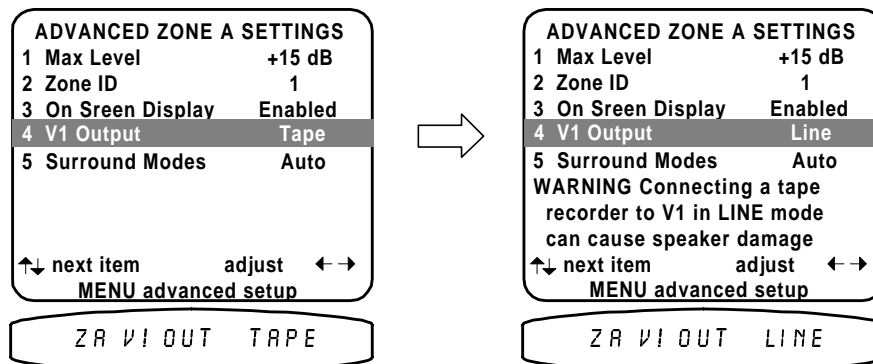 ADVANCED ZONE A SETTINGS
1 Max Level +15 dB
2 Zone ID 1
3 On Sreen Display Enabled
4 V1 Output Tape
5 Surround Modes Auto
↑↓ next item adjust ←→
MENU advanced setup
ZA V1 OUT TAPE
ADVANCED ZONE A SETTINGS
1 Max Level +15 dB
2 Zone ID 1
3 On Sreen Display Enabled
4 V1 Output Line
5 Surround Modes Auto
WARNING Connecting a tape
recorder to V1 in LINE mode
can cause speaker damage
↑↓ next item adjust ←→
MENU advanced setup
ZA V1 OUT LINE